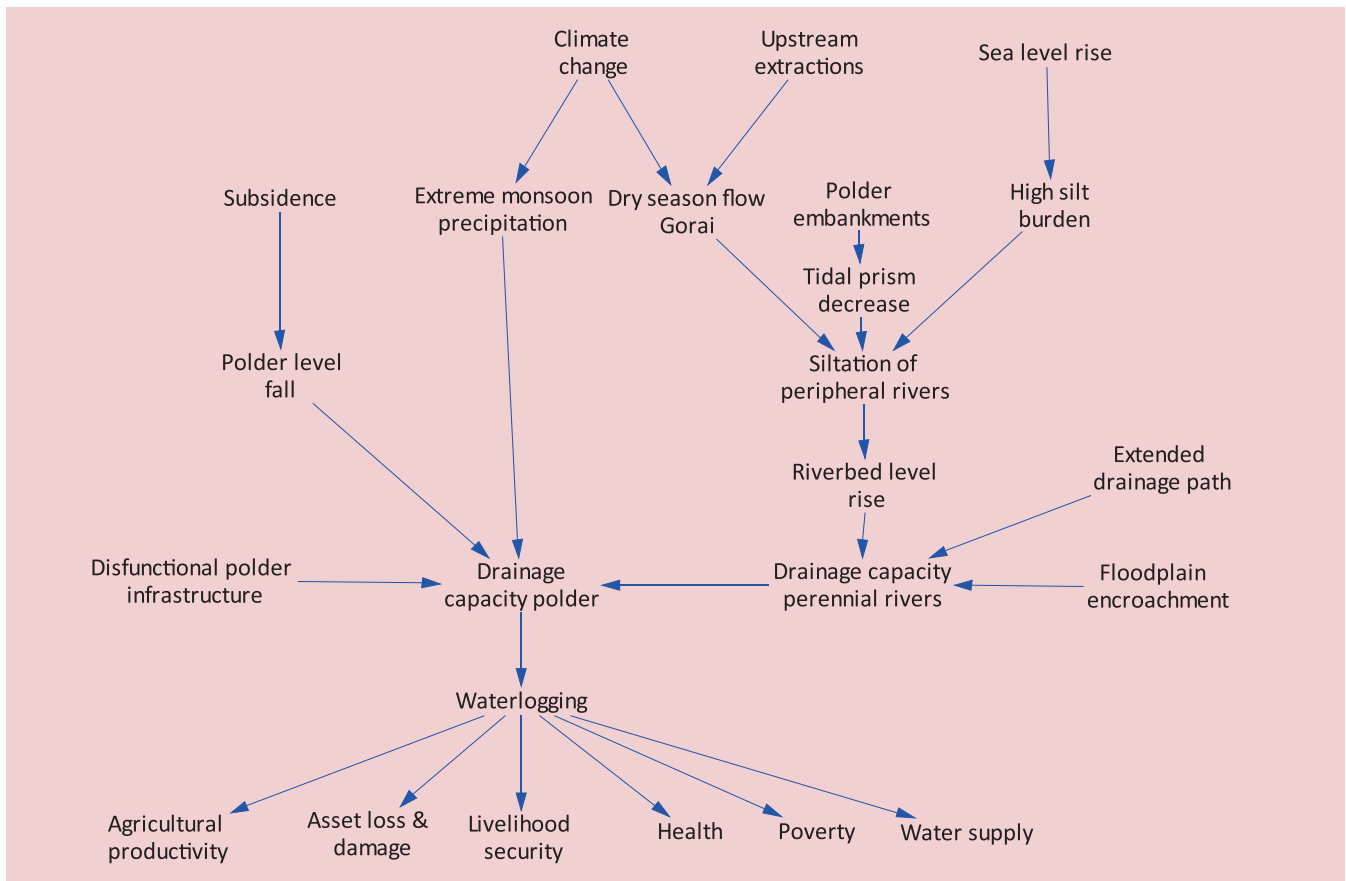 Climate
change
Upstream
extractions
Sea level rise
Subsidence
Extreme monsoon
precipitation
Dry season flow
Gorai
Polder
embankments
High silt
burden
Tidal prism
decrease
Polder level
fall
Siltation of
peripheral rivers
Riverbed level
rise
Extended
drainage path
Disfunctional polder
infrastructure
Drainage
capacity polder
Drainage capacity
perennial rivers
Floodplain
encroachment
Waterlogging
Agricultural
productivity
Asset loss &
damage
Livelihood
security
Health
Poverty
Water supply